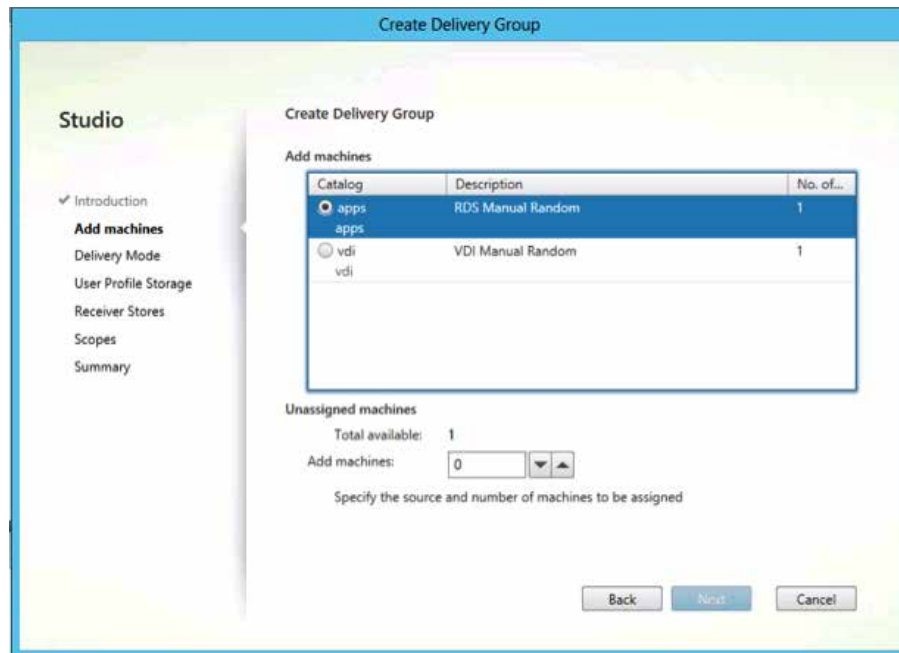 Create Delivery Group
Studio
✔ Introduction
Add machines
Delivery Mode
User Profile Storage
Receiver Stores
Scopes
Summary
Create Delivery Group
Add machines
Catalog Description No. of...
apps RDS Manual Random 1
apps
vdi VDI Manual Random 1
vdi
Unassigned machines
Total available: 1
Add machines: 0
Specify the source and number of machines to be assigned
Back Next Cancel